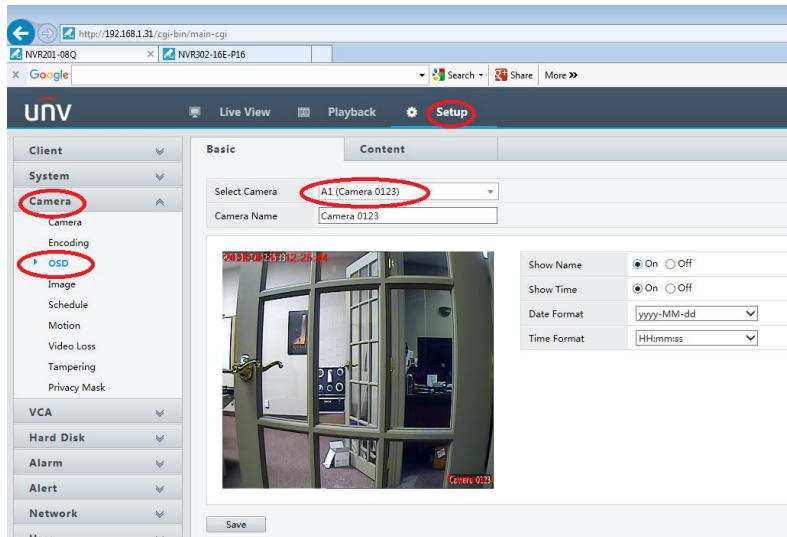 http://192.168.1.31/cgi-bin/main-cgi
NVR201-08Q × NVR302-16E-P16
× Google Search Share More »
unv Live View Playback Setup
Client
System
Camera
Camera
Encoding
OSD
Image
Schedule
Motion
Video Loss
Tampering
Privacy Mask
VCA
Hard Disk
Alarm
Alert
Network
Basic Content
Select Camera A1 (Camera 0123)
Camera Name Camera 0123
Camera 0123
Show Name On Off
Show Time On Off
Date Format yyyy-MM-dd
Time Format HH:mm:ss
Save